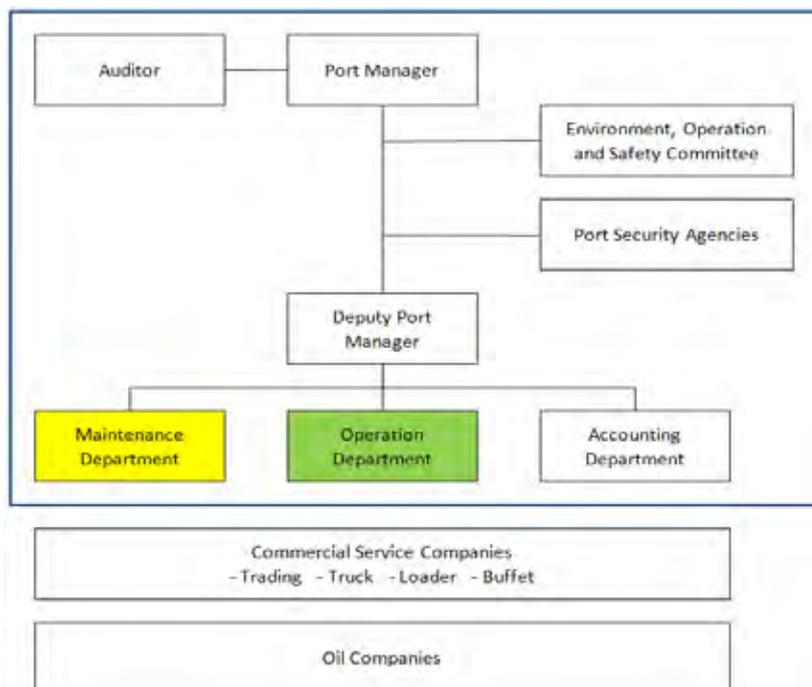 Auditor
Port Manager
Environment, Operation
and Safety Committee
Port Security Agencies
Deputy Port
Manager
Maintenance
Department
Operation
Department
Accounting
Department
Commercial Service Companies
- Trading - Truck - Loader - Buffet
Oil Companies